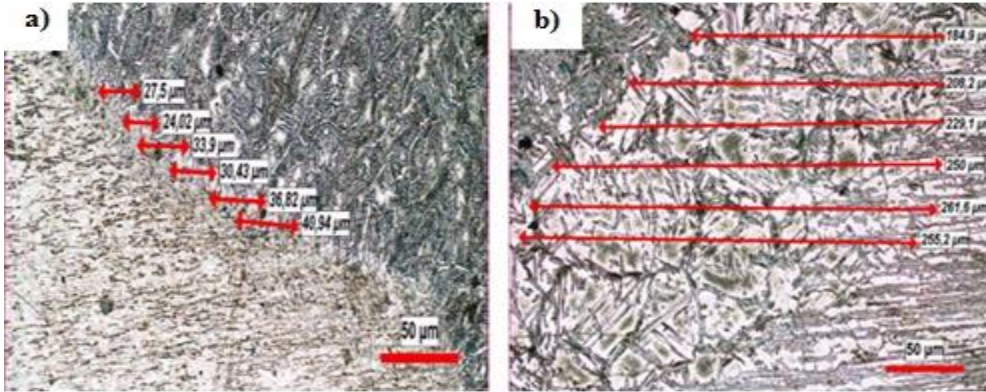 a)
27,5 µm
24,02 µm
33,9 µm
30,43 µm
36,82 µm
40,94 µm
50 µm
b)
184,9 µm
208,2 µm
229,1 µm
250 µm
261,6 µm
255,2 µm
50 µm